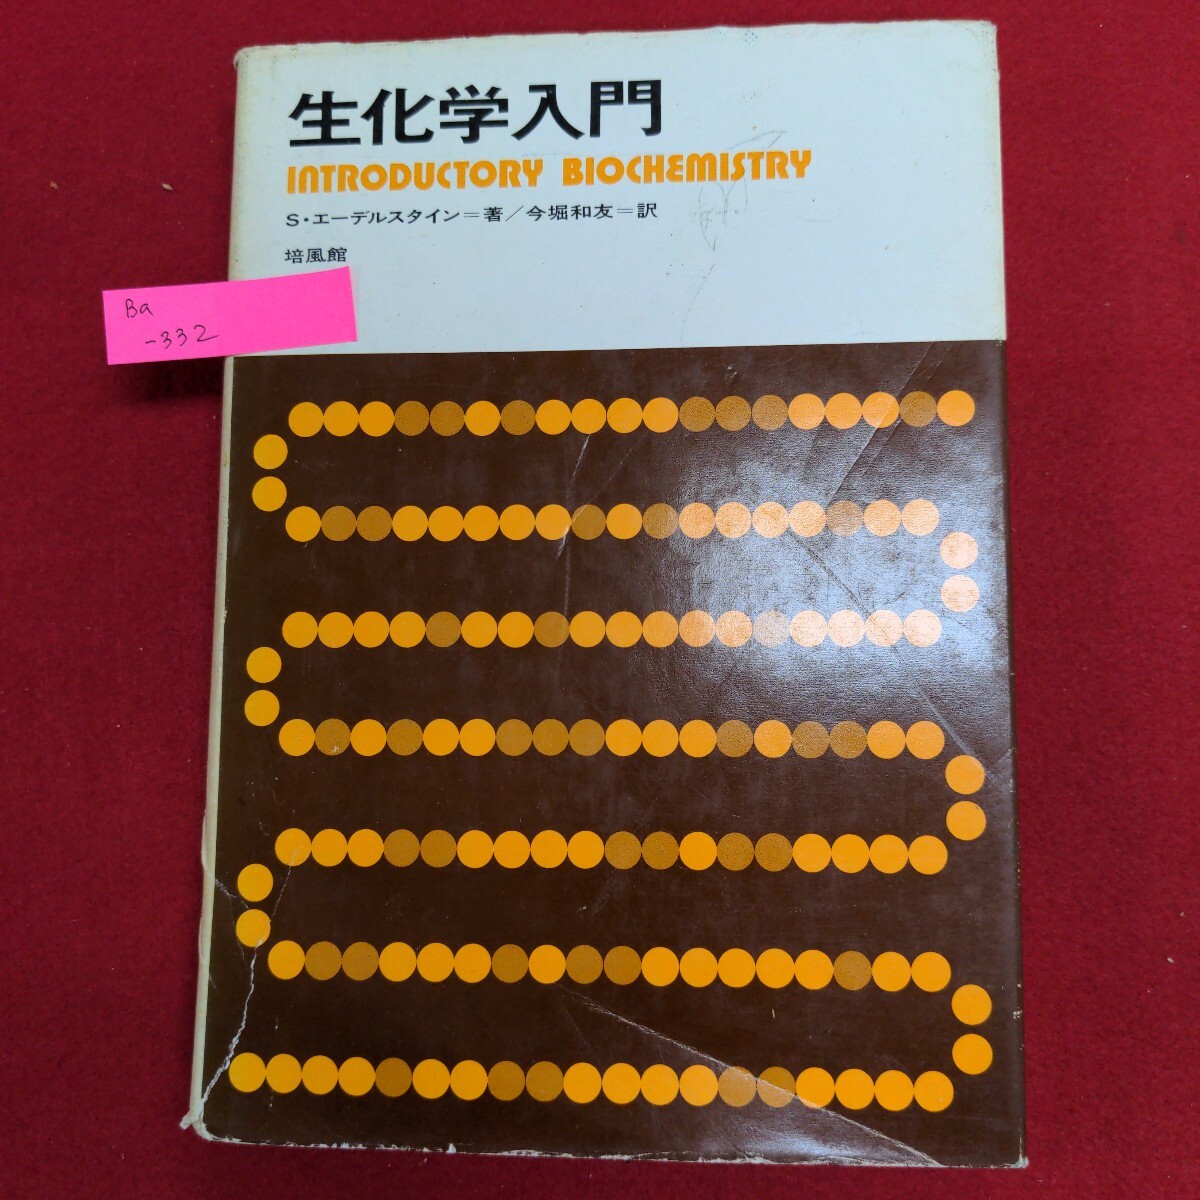 生化学入門
INTRODUCTORY BIOCHEMISTRY
S・エーデルスタイン＝著／今堀和友＝訳
培風館
Ba
-332